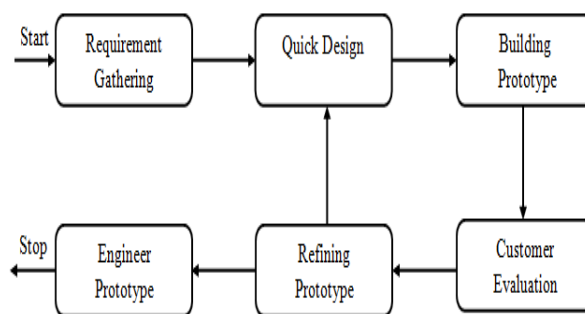 Start
Requirement
Gathering
Quick Design
Building
Prototype
Stop
Engineer
Prototype
Refining
Prototype
Customer
Evaluation